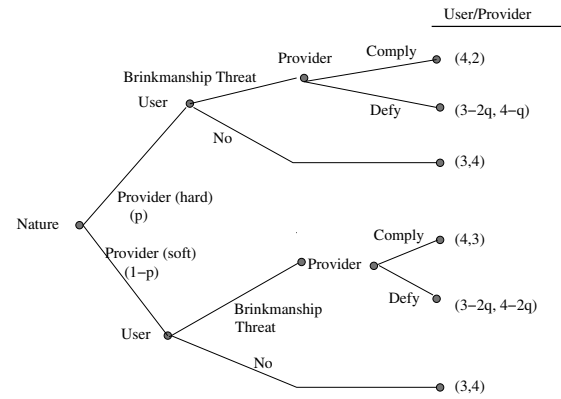 User/Provider
Provider
Comply
(4,2)
Brinkmanship Threat
User
Defy
(3−2q, 4−q)
No
(3,4)
Provider (hard)
(p)
Nature
Provider (soft)
(1−p)
Comply
(4,3)
Provider
Defy
(3−2q, 4−2q)
Brinkmanship
Threat
User
No
(3,4)